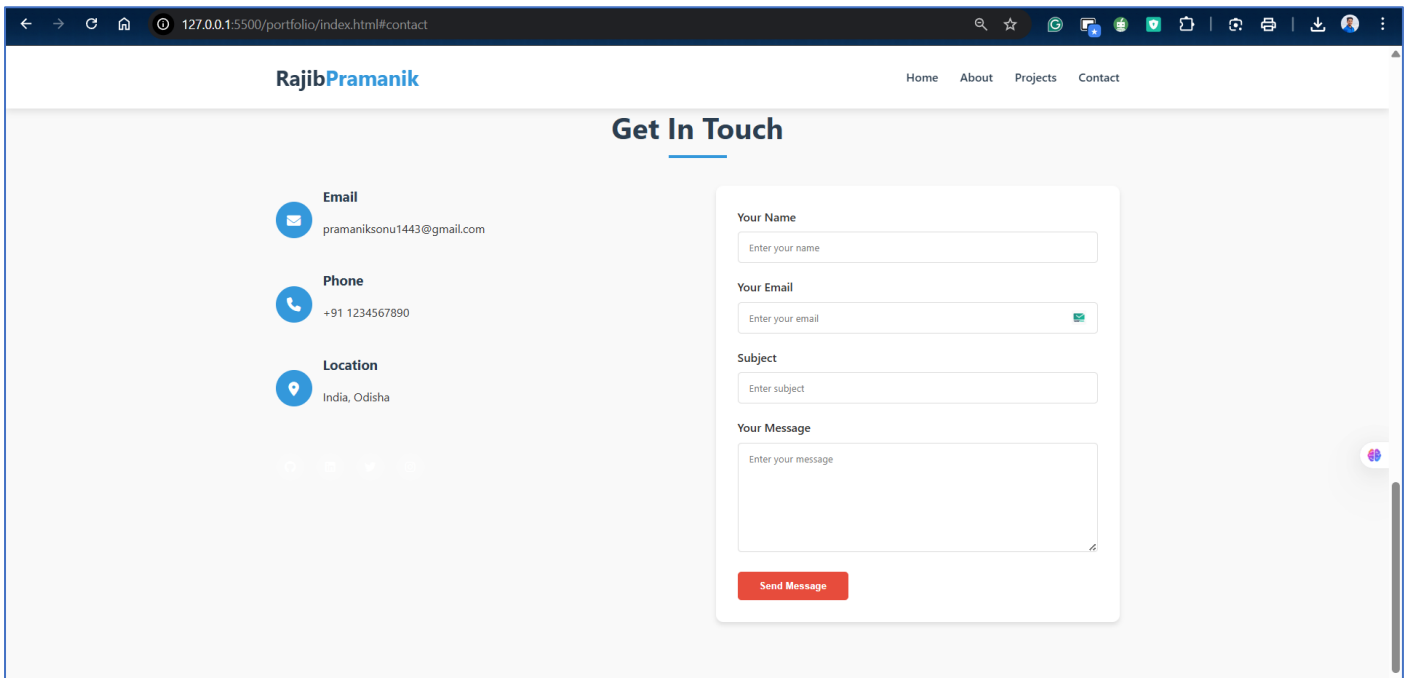 127.0.0.1:5500/portfolio/index.html#contact
RajibPramanik
Home About Projects Contact
Get In Touch
Email
pramaniksonu1443@gmail.com
Phone
+91 1234567890
Location
India, Odisha
Your Name
Enter your name
Your Email
Enter your email
Subject
Enter subject
Your Message
Enter your message
Send Message